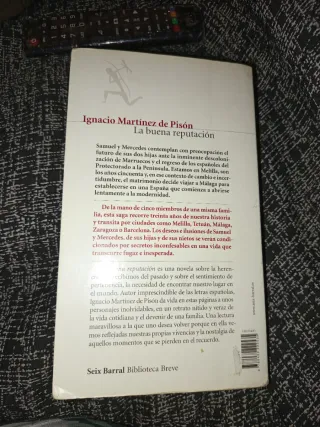 Ignacio Martínez de Pisón
La buena reputación
Samuel y Mercedes contemplan con preocupación el
futuro de sus dos hijas ante la inminente descoloni-
zación de Marruecos y el regreso de los españoles del
Protectorado a la Península. Estamos en Melilla, son
los años cincuenta y, en ese contexto de cambio e incer-
tidumbre, el matrimonio decide viajar a Málaga para
establecerse en una España que comienza a abrirse
lentamente a la modernidad.
De la mano de cinco miembros de una misma fami-
lia, esta saga recorre treinta años de nuestra historia
y transita por ciudades como Melilla, Tetuán, Málaga,
Zaragoza o Barcelona. Los deseos e ilusiones de Samuel
y Mercedes, de sus hijas y de sus nietos se verán condi-
cionados por secretos inconfesables en una vida que
transcurre fugaz e inesperada.
reputación es una novela sobre la heren-
del pasado y sobre el sentimiento de
la necesidad de encontrar nuestro lugar en
el mundo. Autor imprescindible de las letras españolas,
Ignacio Martínez de Pisón da vida en estas páginas a unos
personajes inolvidables, en un retrato sólido y veraz de
la vida cotidiana y el devenir de una familia. Una lectura
maravillosa a la que uno desea volver porque en ella ve-
mos reflejadas nuestras propias vivencias y la nostalgia de
aquellos momentos que se pierden en el recuerdo.
Seix Barral Biblioteca Breve